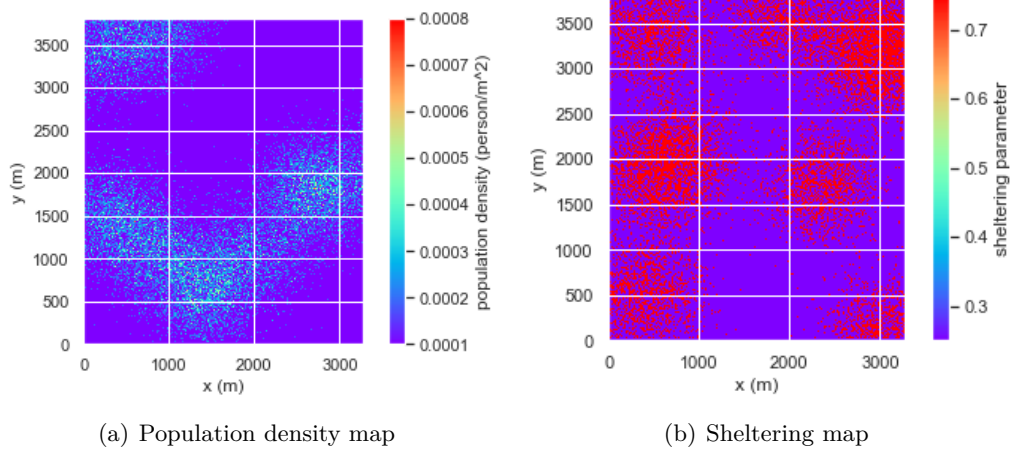 0.0008
0.0007
0.0006
0.0005
0.0004
0.0003
0.0002
0.0001
population density (person/m^2)
3500
3000
2500
2000
1500
1000
500
0
y (m)
0 1000 2000 3000
x (m)
(a) Population density map
3500
3000
2500
2000
1500
1000
500
0
y (m)
0 1000 2000 3000
x (m)
0.7
0.6
0.5
0.4
0.3
sheltering parameter
(b) Sheltering map